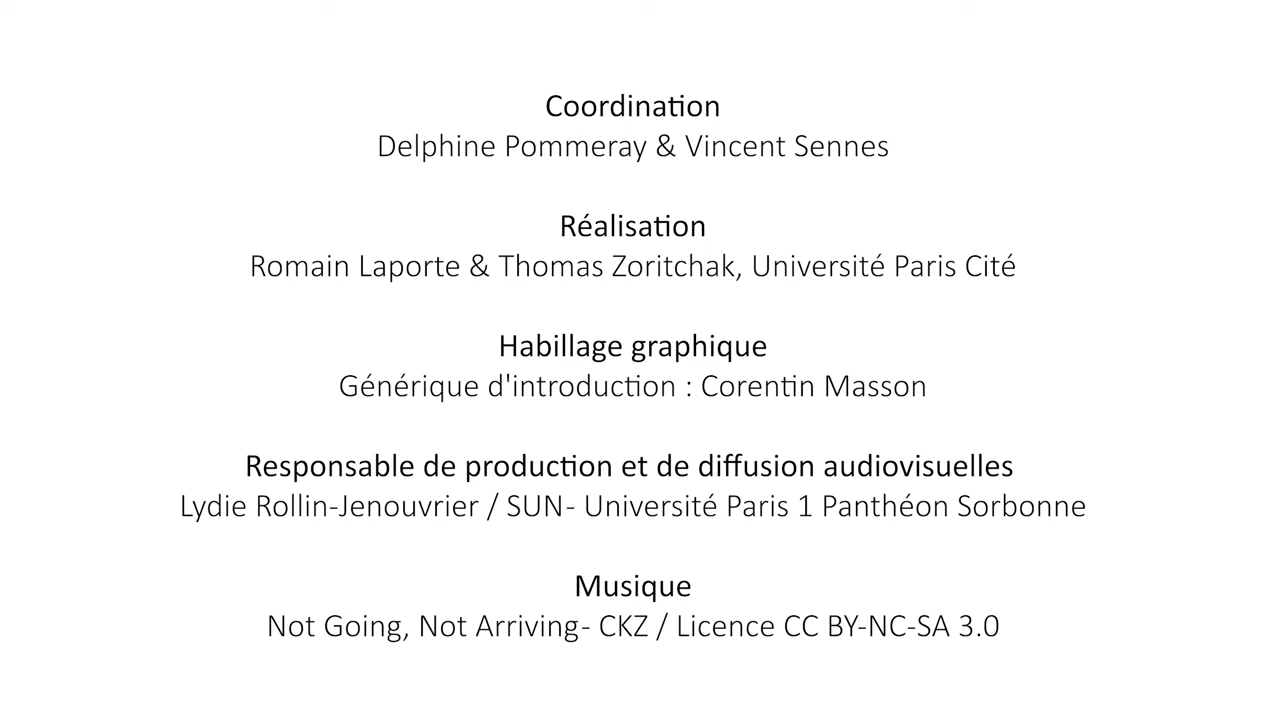 Coordination
Delphine Pommeray & Vincent Sennes
Réalisation
Romain Laporte & Thomas Zoritchak, Université Paris Cité
Habillage graphique
Générique d'introduction : Corentin Masson
Responsable de production et de diffusion audiovisuelles
Lydie Rollin-Jenouvrier / SUN- Université Paris 1 Panthéon Sorbonne
Musique
Not Going, Not Arriving- CKZ / Licence CC BY-NC-SA 3.0